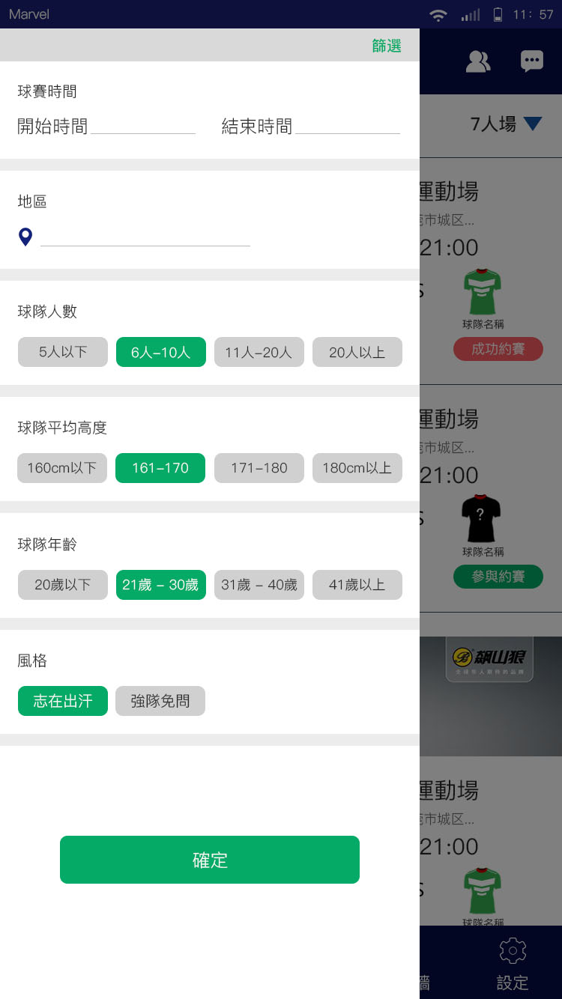 Marvel
11: 57
篩選
球賽時間
開始時間
結束時間
地區
球隊人數
5人以下
6人-10人
11人-20人
20人以上
球隊平均高度
160cm以下
161-170
171-180
180cm以上
球隊年齡
20歲以下
21歲 - 30歲
31歲 - 40歲
41歲以上
風格
志在出汗
強隊免問
確定
7人場
運動場
市城区...
21:00
S
球隊名稱
成功約賽
運動場
市城区...
21:00
S
?
球隊名稱
參與約賽
飆山狼
運動場
市城区...
21:00
S
球隊名稱
牆
設定